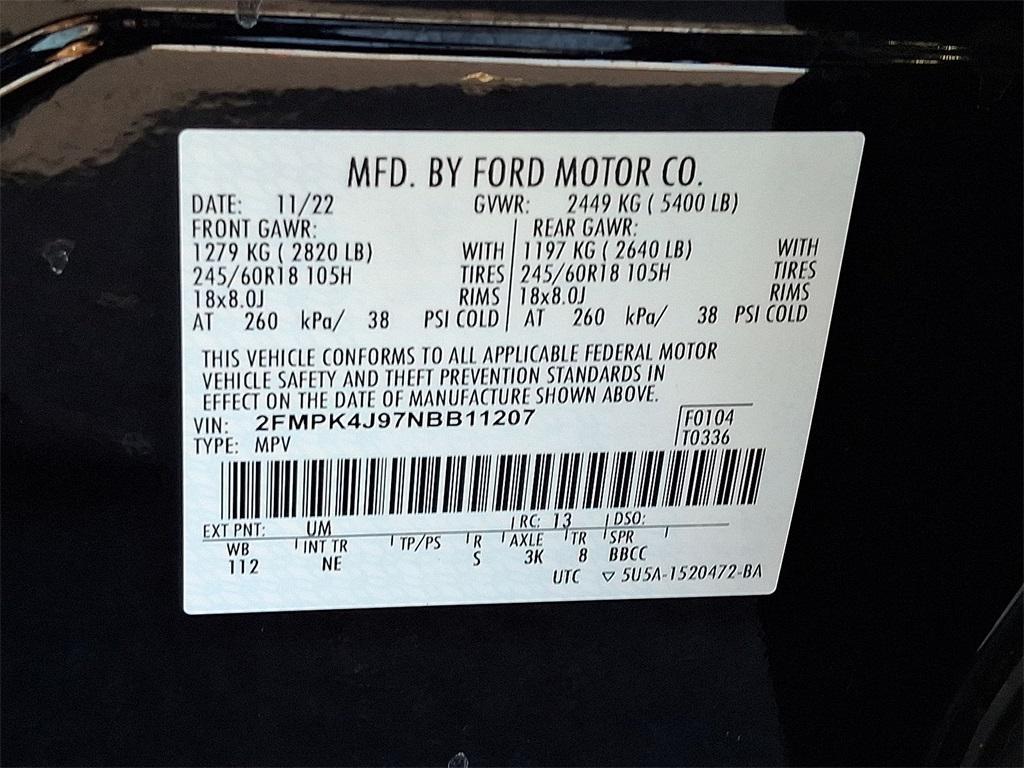 MFD. BY FORD MOTOR CO.
DATE: 11/22 GVWR: 2449 KG ( 5400 LB)
FRONT GAWR: REAR GAWR:
1279 KG ( 2820 LB) WITH 1197 KG ( 2640 LB) WITH
245/60R18 105H TIRES 245/60R18 105H TIRES
18x8.0J RIMS 18x8.0J RIMS
AT 260 kPa/ 38 PSI COLD AT 260 kPa/ 38 PSI COLD
THIS VEHICLE CONFORMS TO ALL APPLICABLE FEDERAL MOTOR
VEHICLE SAFETY AND THEFT PREVENTION STANDARDS IN
EFFECT ON THE DATE OF MANUFACTURE SHOWN ABOVE.
VIN: 2FMPK4J97NBB11207 F0104
TYPE: MPV T0336
EXT PNT: UM RC: 13 DSO:
WB INT TR TP/PS R AXLE TR SPR
112 NE S 3K 8 BBCC
UTC ▽ 5U5A-1520472-BA